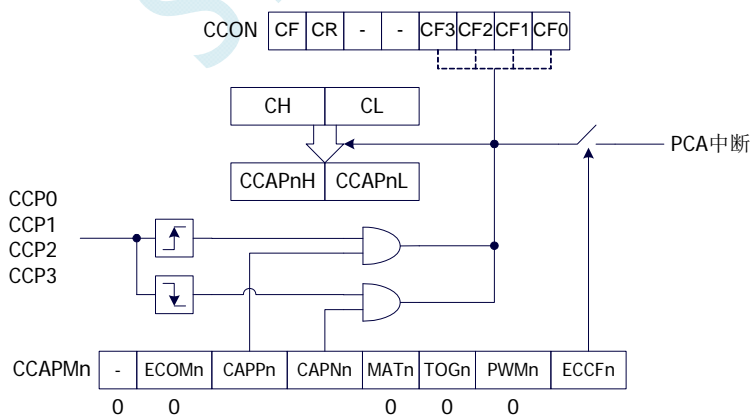 CCON CF CR - - CF3 CF2 CF1 CF0
CH CL
PCA中断
CCAPnH CCAPnL
CCP0
CCP1
CCP2
CCP3
CCAPMn - ECOMn CAPPn CAPNn MATn TOGn PWMn ECCFn
0 0 0 0 0